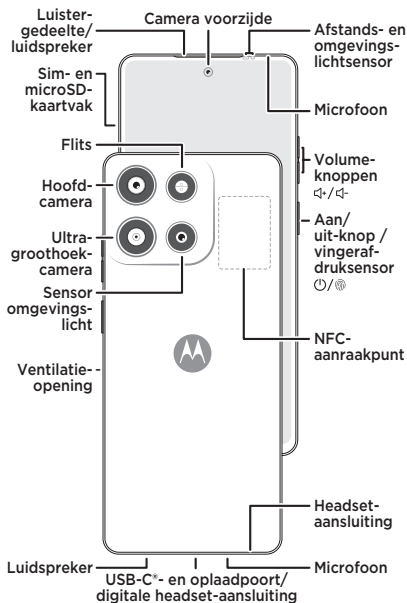 Luister-
gedeelte/
luidspreker
Camera voorzijde
Afstands- en
omgevings-
lichtsensor
Sim- en
microSD-
kaartvak
Microfoon
Flits
Volume-
knoppen
Hoofd-
camera
Aan/
uit-knop /
vingeraf-
druksensor
Ultra-
groothoek-
camera
Sensor
omgevings-
licht
NFC-
aanraakpunt
Ventilatie-
opening
Headset-
aansluiting
Luidspreker
USB-C®- en oplaadpoort/
digitale headset-aansluiting
Microfoon